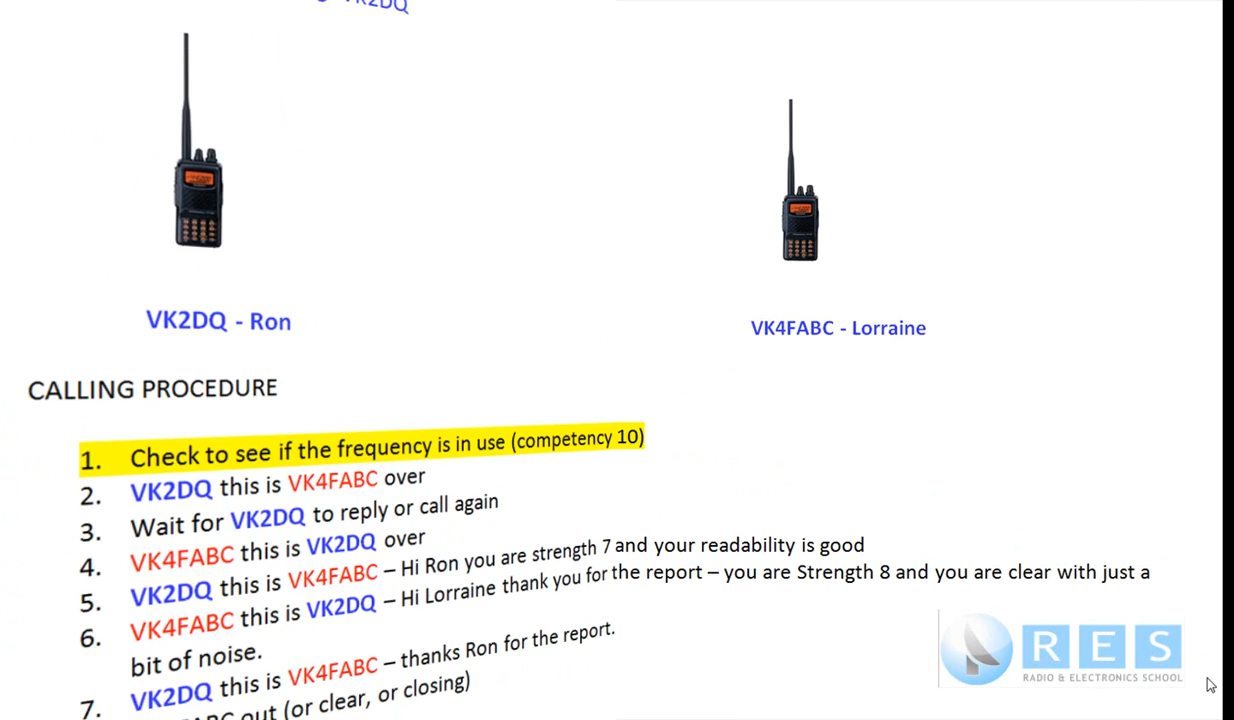 VK2DQ
VK2DQ - Ron
VK4FABC - Lorraine
CALLING PROCEDURE
1. Check to see if the frequency is in use (competency 10)
2. VK2DQ this is VK4FABC over
3. Wait for VK2DQ to reply or call again
4. VK4FABC this is VK2DQ over
5. VK2DQ this is VK4FABC – Hi Ron you are strength 7 and your readability is good
6. VK4FABC this is VK2DQ – Hi Lorraine thank you for the report – you are Strength 8 and you are clear with just a
bit of noise.
7. VK2DQ this is VK4FABC – thanks Ron for the report.
out (or clear, or closing)
RES
RADIO & ELECTRONICS SCHOOL